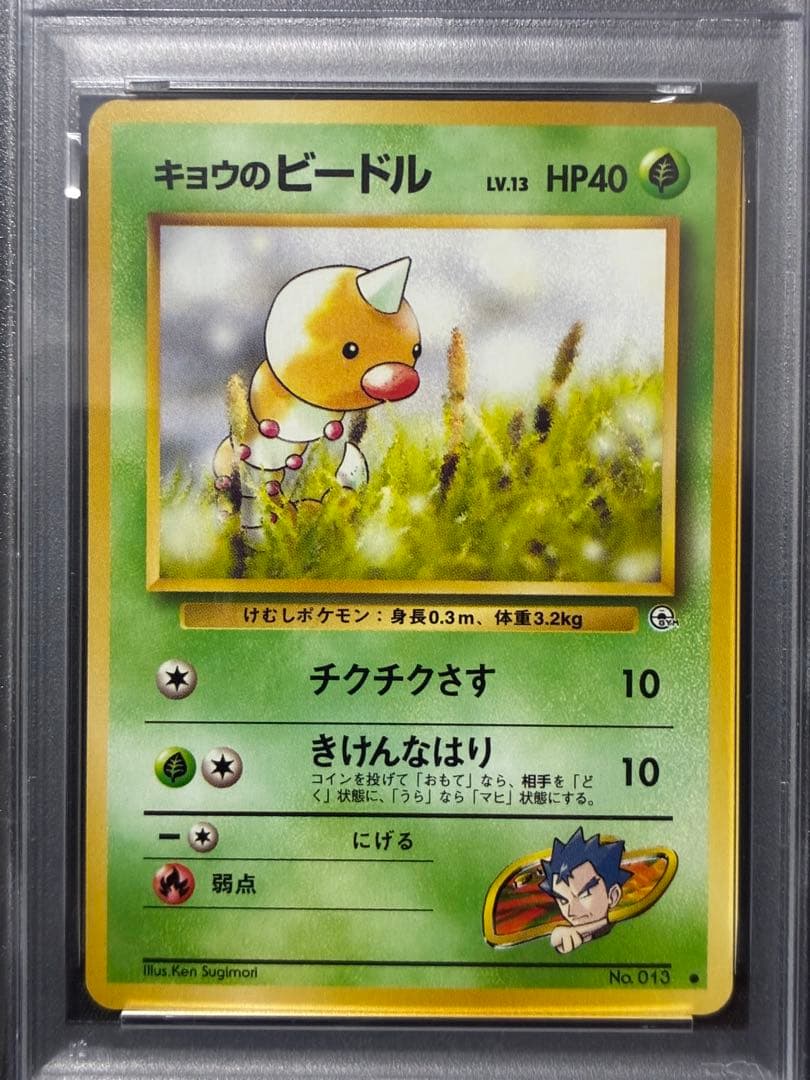 キョウのビードル LV.13 HP40
けむしポケモン：身長0.3m、体重3.2kg
GYM
チクチクさす 10
きけんなはり 10
コインを投げて「おもて」なら、相手を「ど
く」状態に、「うら」なら「マヒ」状態にする。
にげる
弱点
Illus.Ken Sugimori No. 013